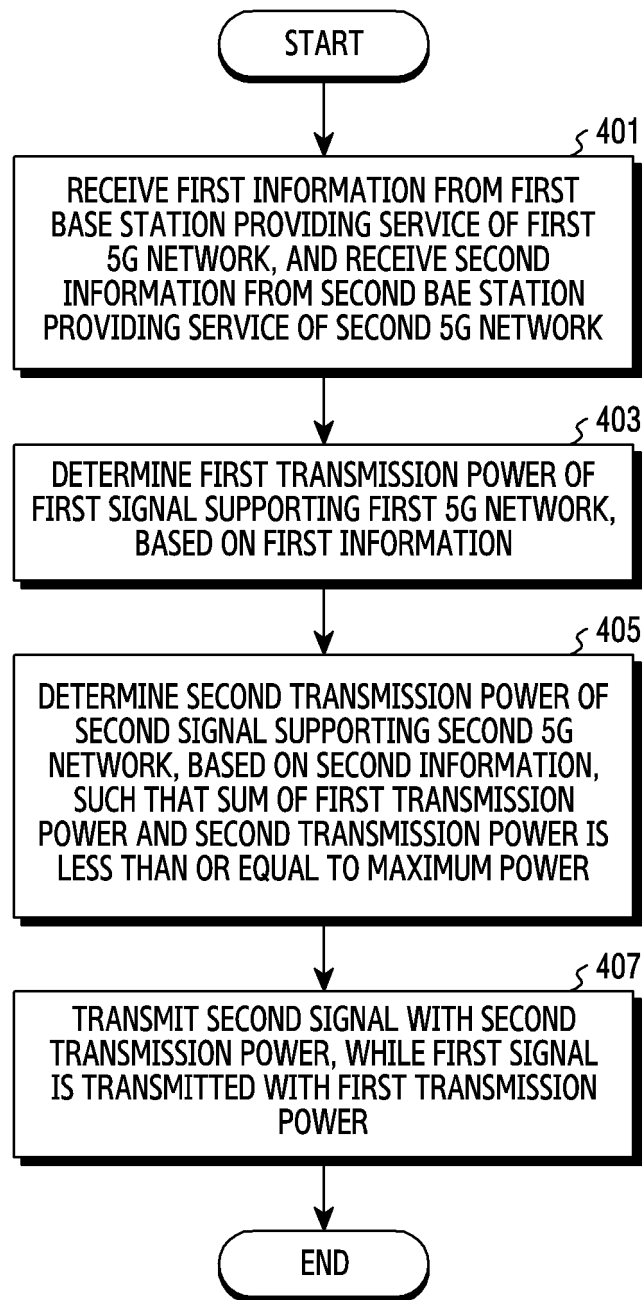 START
401
RECEIVE FIRST INFORMATION FROM FIRST
BASE STATION PROVIDING SERVICE OF FIRST
5G NETWORK, AND RECEIVE SECOND
INFORMATION FROM SECOND BAE STATION
PROVIDING SERVICE OF SECOND 5G NETWORK
403
DETERMINE FIRST TRANSMISSION POWER OF
FIRST SIGNAL SUPPORTING FIRST 5G NETWORK,
BASED ON FIRST INFORMATION
405
DETERMINE SECOND TRANSMISSION POWER OF
SECOND SIGNAL SUPPORTING SECOND 5G
NETWORK, BASED ON SECOND INFORMATION,
SUCH THAT SUM OF FIRST TRANSMISSION
POWER AND SECOND TRANSMISSION POWER IS
LESS THAN OR EQUAL TO MAXIMUM POWER
407
TRANSMIT SECOND SIGNAL WITH SECOND
TRANSMISSION POWER, WHILE FIRST SIGNAL
IS TRANSMITTED WITH FIRST TRANSMISSION
POWER
END